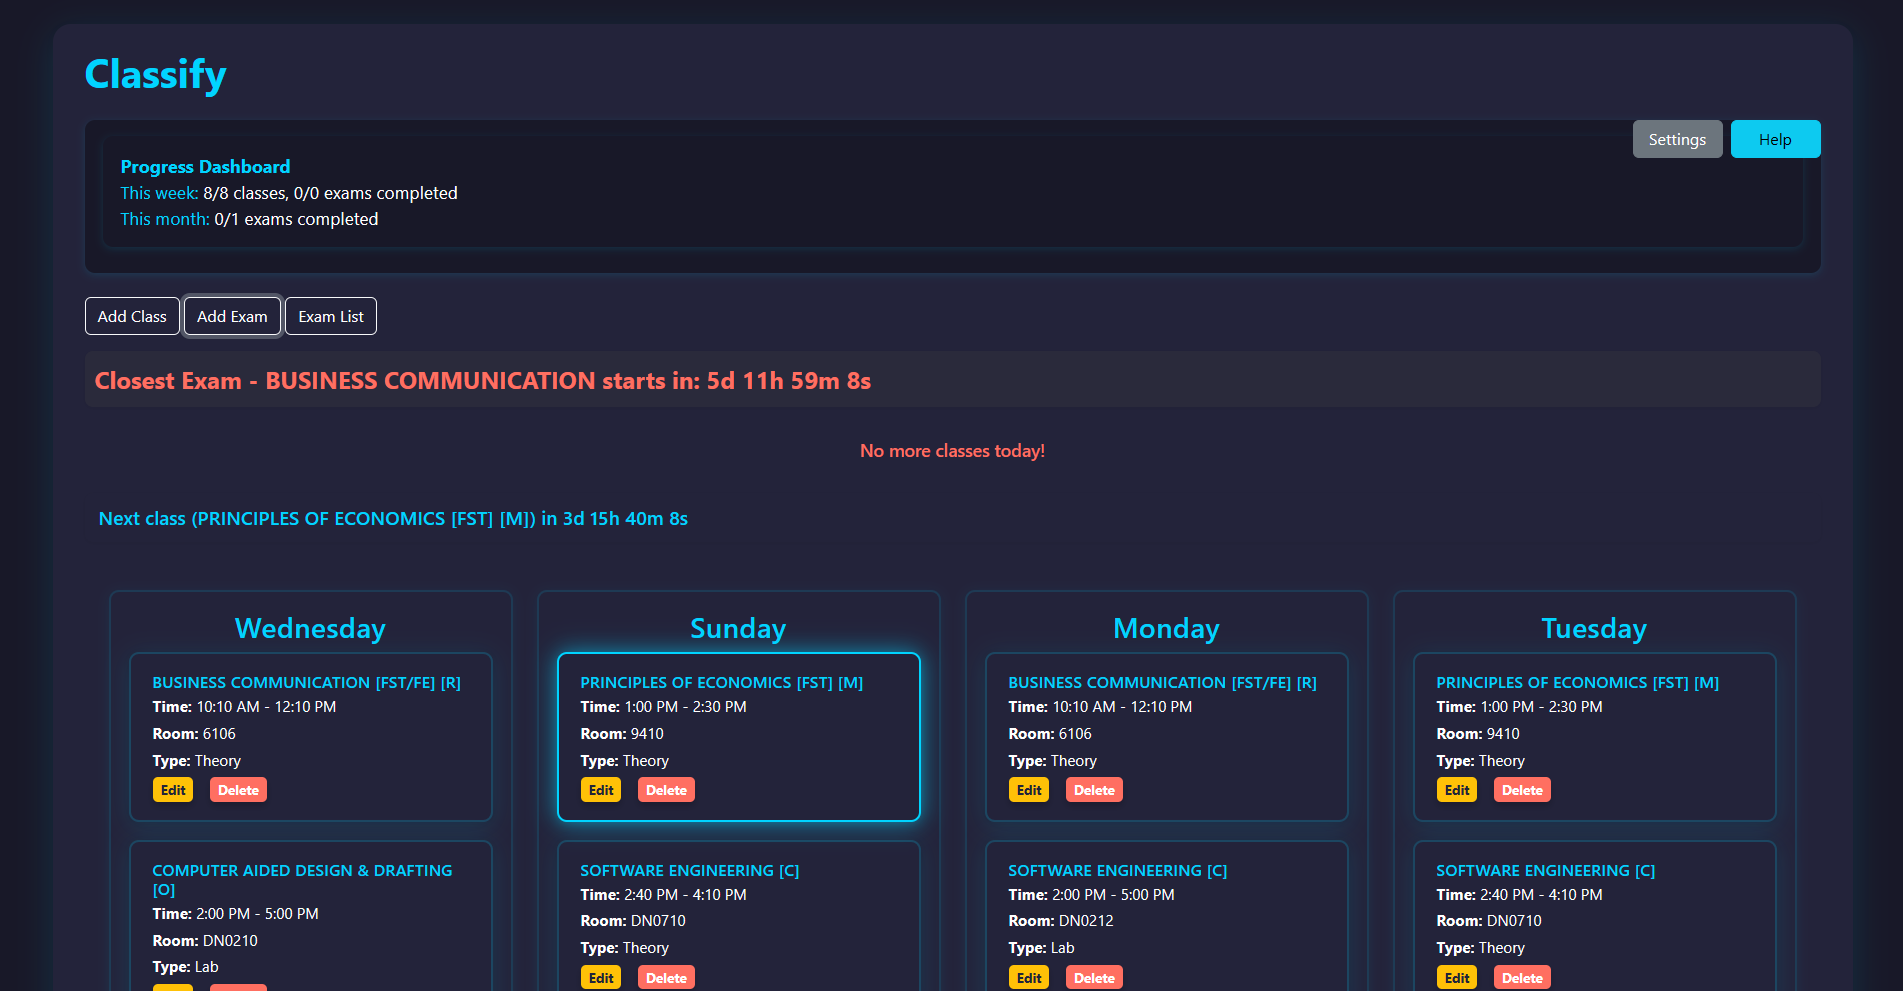 Classify
Settings
Help
Progress Dashboard
This week: 8/8 classes, 0/0 exams completed
This month: 0/1 exams completed
Add Class
Add Exam
Exam List
Closest Exam - BUSINESS COMMUNICATION starts in: 5d 11h 59m 8s
No more classes today!
Next class (PRINCIPLES OF ECONOMICS [FST] [M]) in 3d 15h 40m 8s
Wednesday
BUSINESS COMMUNICATION [FST/FE] [R]
Time: 10:10 AM - 12:10 PM
Room: 6106
Type: Theory
Edit
Delete
COMPUTER AIDED DESIGN & DRAFTING
[O]
Time: 2:00 PM - 5:00 PM
Room: DN0210
Type: Lab
Sunday
PRINCIPLES OF ECONOMICS [FST] [M]
Time: 1:00 PM - 2:30 PM
Room: 9410
Type: Theory
Edit
Delete
SOFTWARE ENGINEERING [C]
Time: 2:40 PM - 4:10 PM
Room: DN0710
Type: Theory
Edit
Delete
Monday
BUSINESS COMMUNICATION [FST/FE] [R]
Time: 10:10 AM - 12:10 PM
Room: 6106
Type: Theory
Edit
Delete
SOFTWARE ENGINEERING [C]
Time: 2:00 PM - 5:00 PM
Room: DN0212
Type: Lab
Edit
Delete
Tuesday
PRINCIPLES OF ECONOMICS [FST] [M]
Time: 1:00 PM - 2:30 PM
Room: 9410
Type: Theory
Edit
Delete
SOFTWARE ENGINEERING [C]
Time: 2:40 PM - 4:10 PM
Room: DN0710
Type: Theory
Edit
Delete